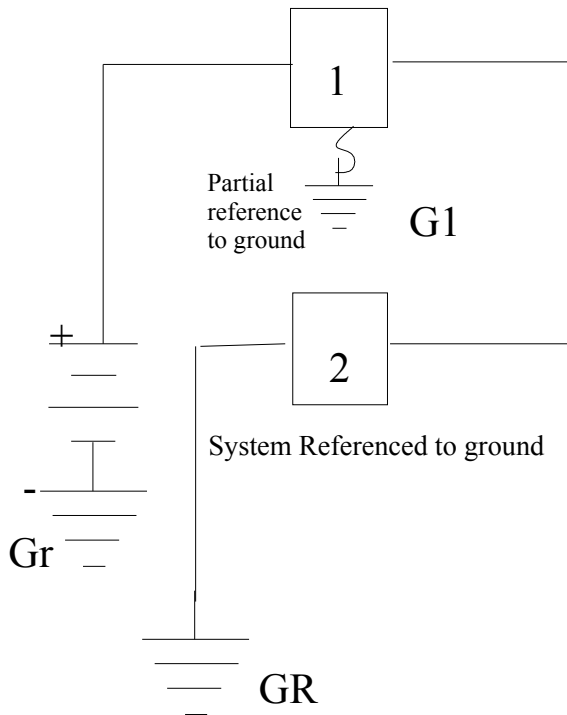 1
Partial
reference
to ground
G1
+
2
System Referenced to ground
-
Gr
GR